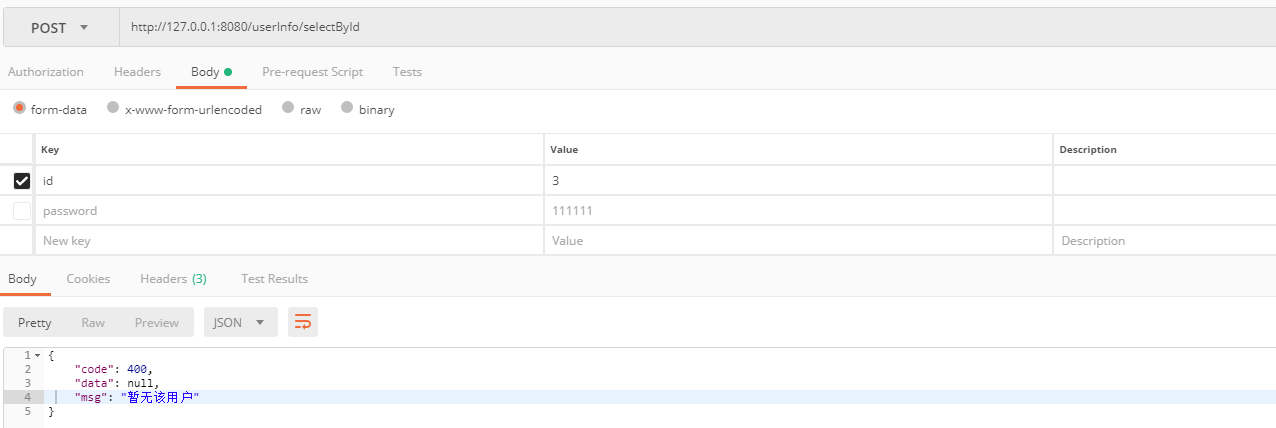 POST http://127.0.0.1:8080/userInfo/selectById
Authorization Headers Body Pre-request Script Tests
form-data x-www-form-urlencoded raw binary
Key Value Description
id 3
password 111111
New key Value Description
Body Cookies Headers (3) Test Results
Pretty Raw Preview JSON
1 {
2 "code": 400,
3 "data": null,
4 "msg": "暂无该用户"
5 }